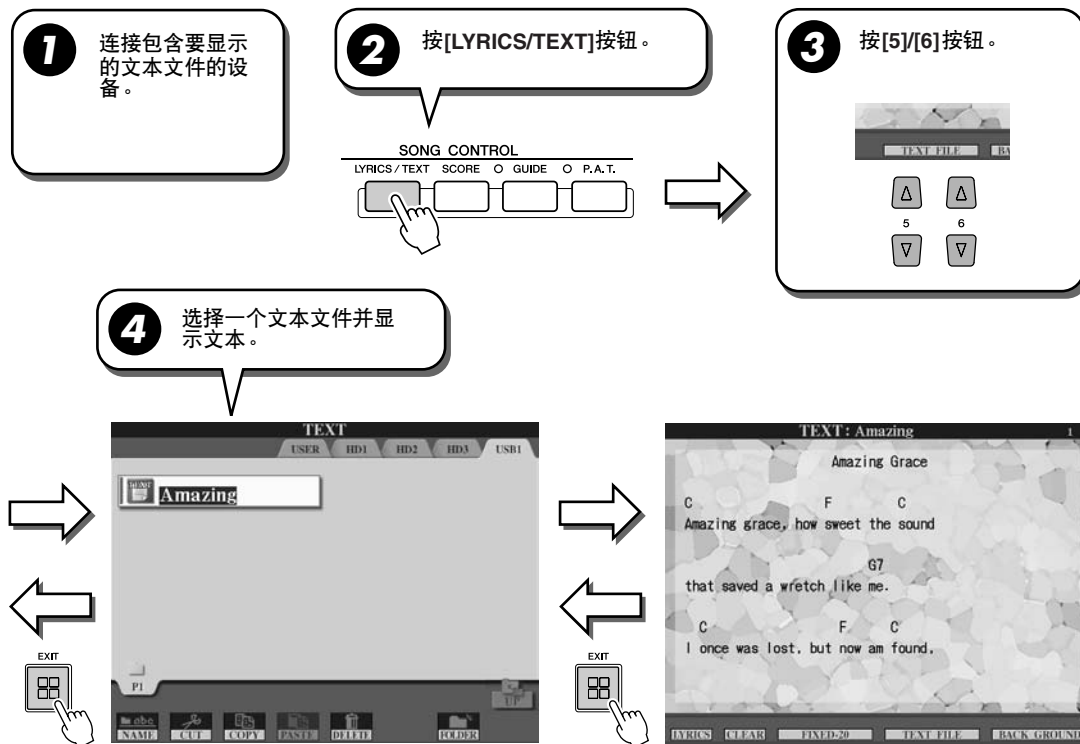 1
连接包含要显示
的文本文件的设
备。
2
按[LYRICS/TEXT]按钮。
SONG CONTROL
LYRICS / TEXT SCORE GUIDE P.A.T.
3
按[5]/[6]按钮。
TEXT FILE BA
5 6
4
选择一个文本文件并显
示文本。
TEXT
USER HD1 HD2 HD3 USB1
Amazing
P1
UP
abc
NAME CUT COPY PASTE DELETE FOLDER
EXIT
TEXT : Amazing 1
Amazing Grace
C F C
Amazing grace, how sweet the sound
G7
that saved a wretch like me.
C F C
I once was lost, but now am found,
LYRICS CLEAR FIXED-20 TEXT FILE BACK GROUND
EXIT